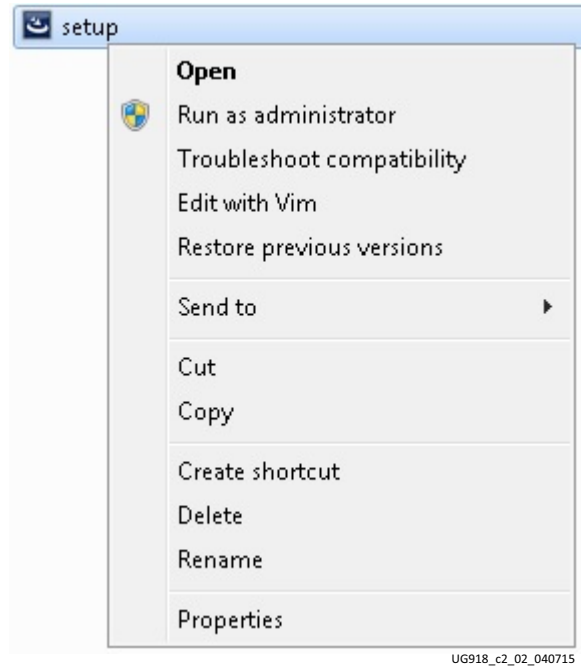 setup
Open
Run as administrator
Troubleshoot compatibility
Edit with Vim
Restore previous versions
Send to
Cut
Copy
Create shortcut
Delete
Rename
Properties
UG918_c2_02_040715